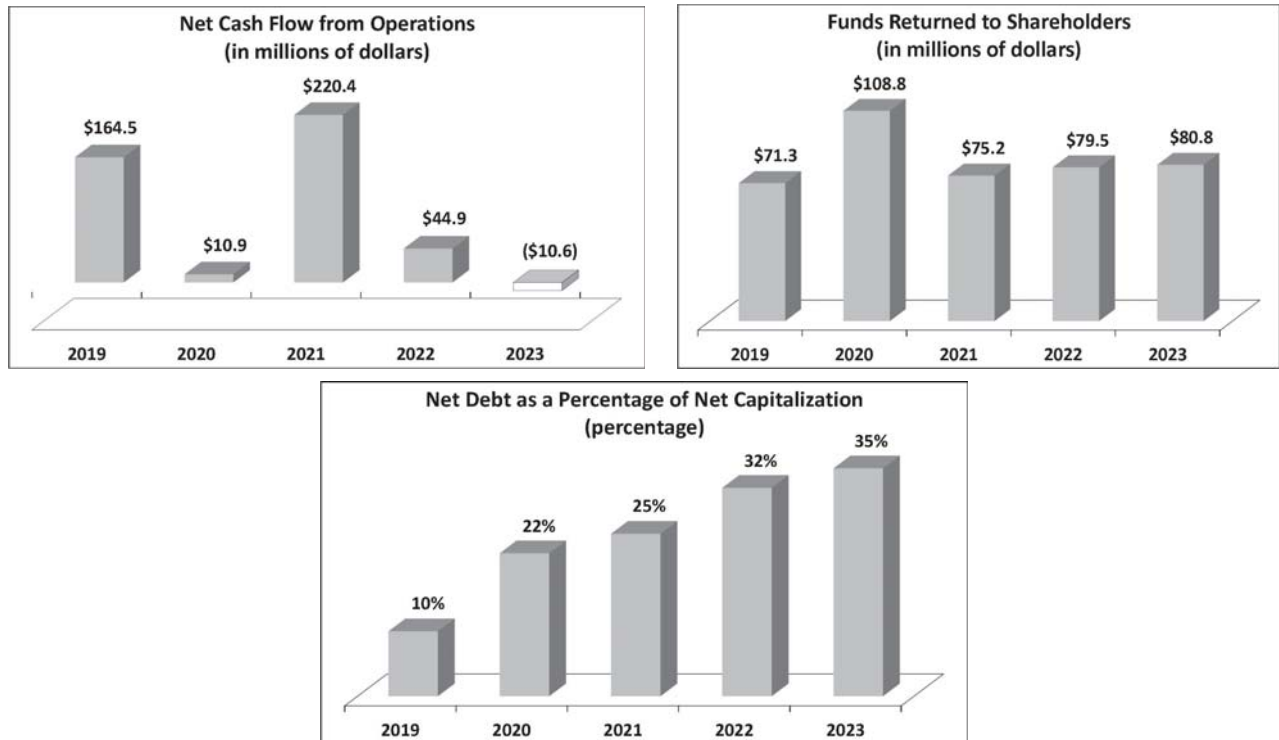 Net Cash Flow from Operations
(in millions of dollars)
$164.5
$10.9
$220.4
$44.9
($10.6)
2019 2020 2021 2022 2023
Funds Returned to Shareholders
(in millions of dollars)
$71.3
$108.8
$75.2
$79.5
$80.8
2019 2020 2021 2022 2023
Net Debt as a Percentage of Net Capitalization
(percentage)
10%
22%
25%
32%
35%
2019 2020 2021 2022 2023